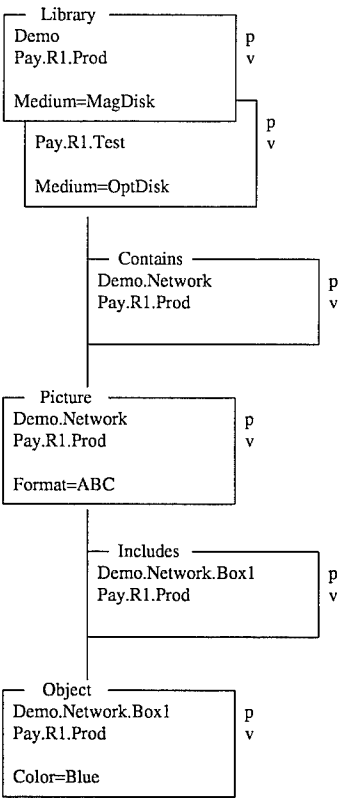 Library
Demo p
Pay.R1.Prod v
Medium=MagDisk
p
Pay.R1.Test v
Medium=OptDisk
Contains
Demo.Network p
Pay.R1.Prod v
Picture
Demo.Network p
Pay.R1.Prod v
Format=ABC
Includes
Demo.Network.Box1 p
Pay.R1.Prod v
Object
Demo.Network.Box1 p
Pay.R1.Prod v
Color=Blue